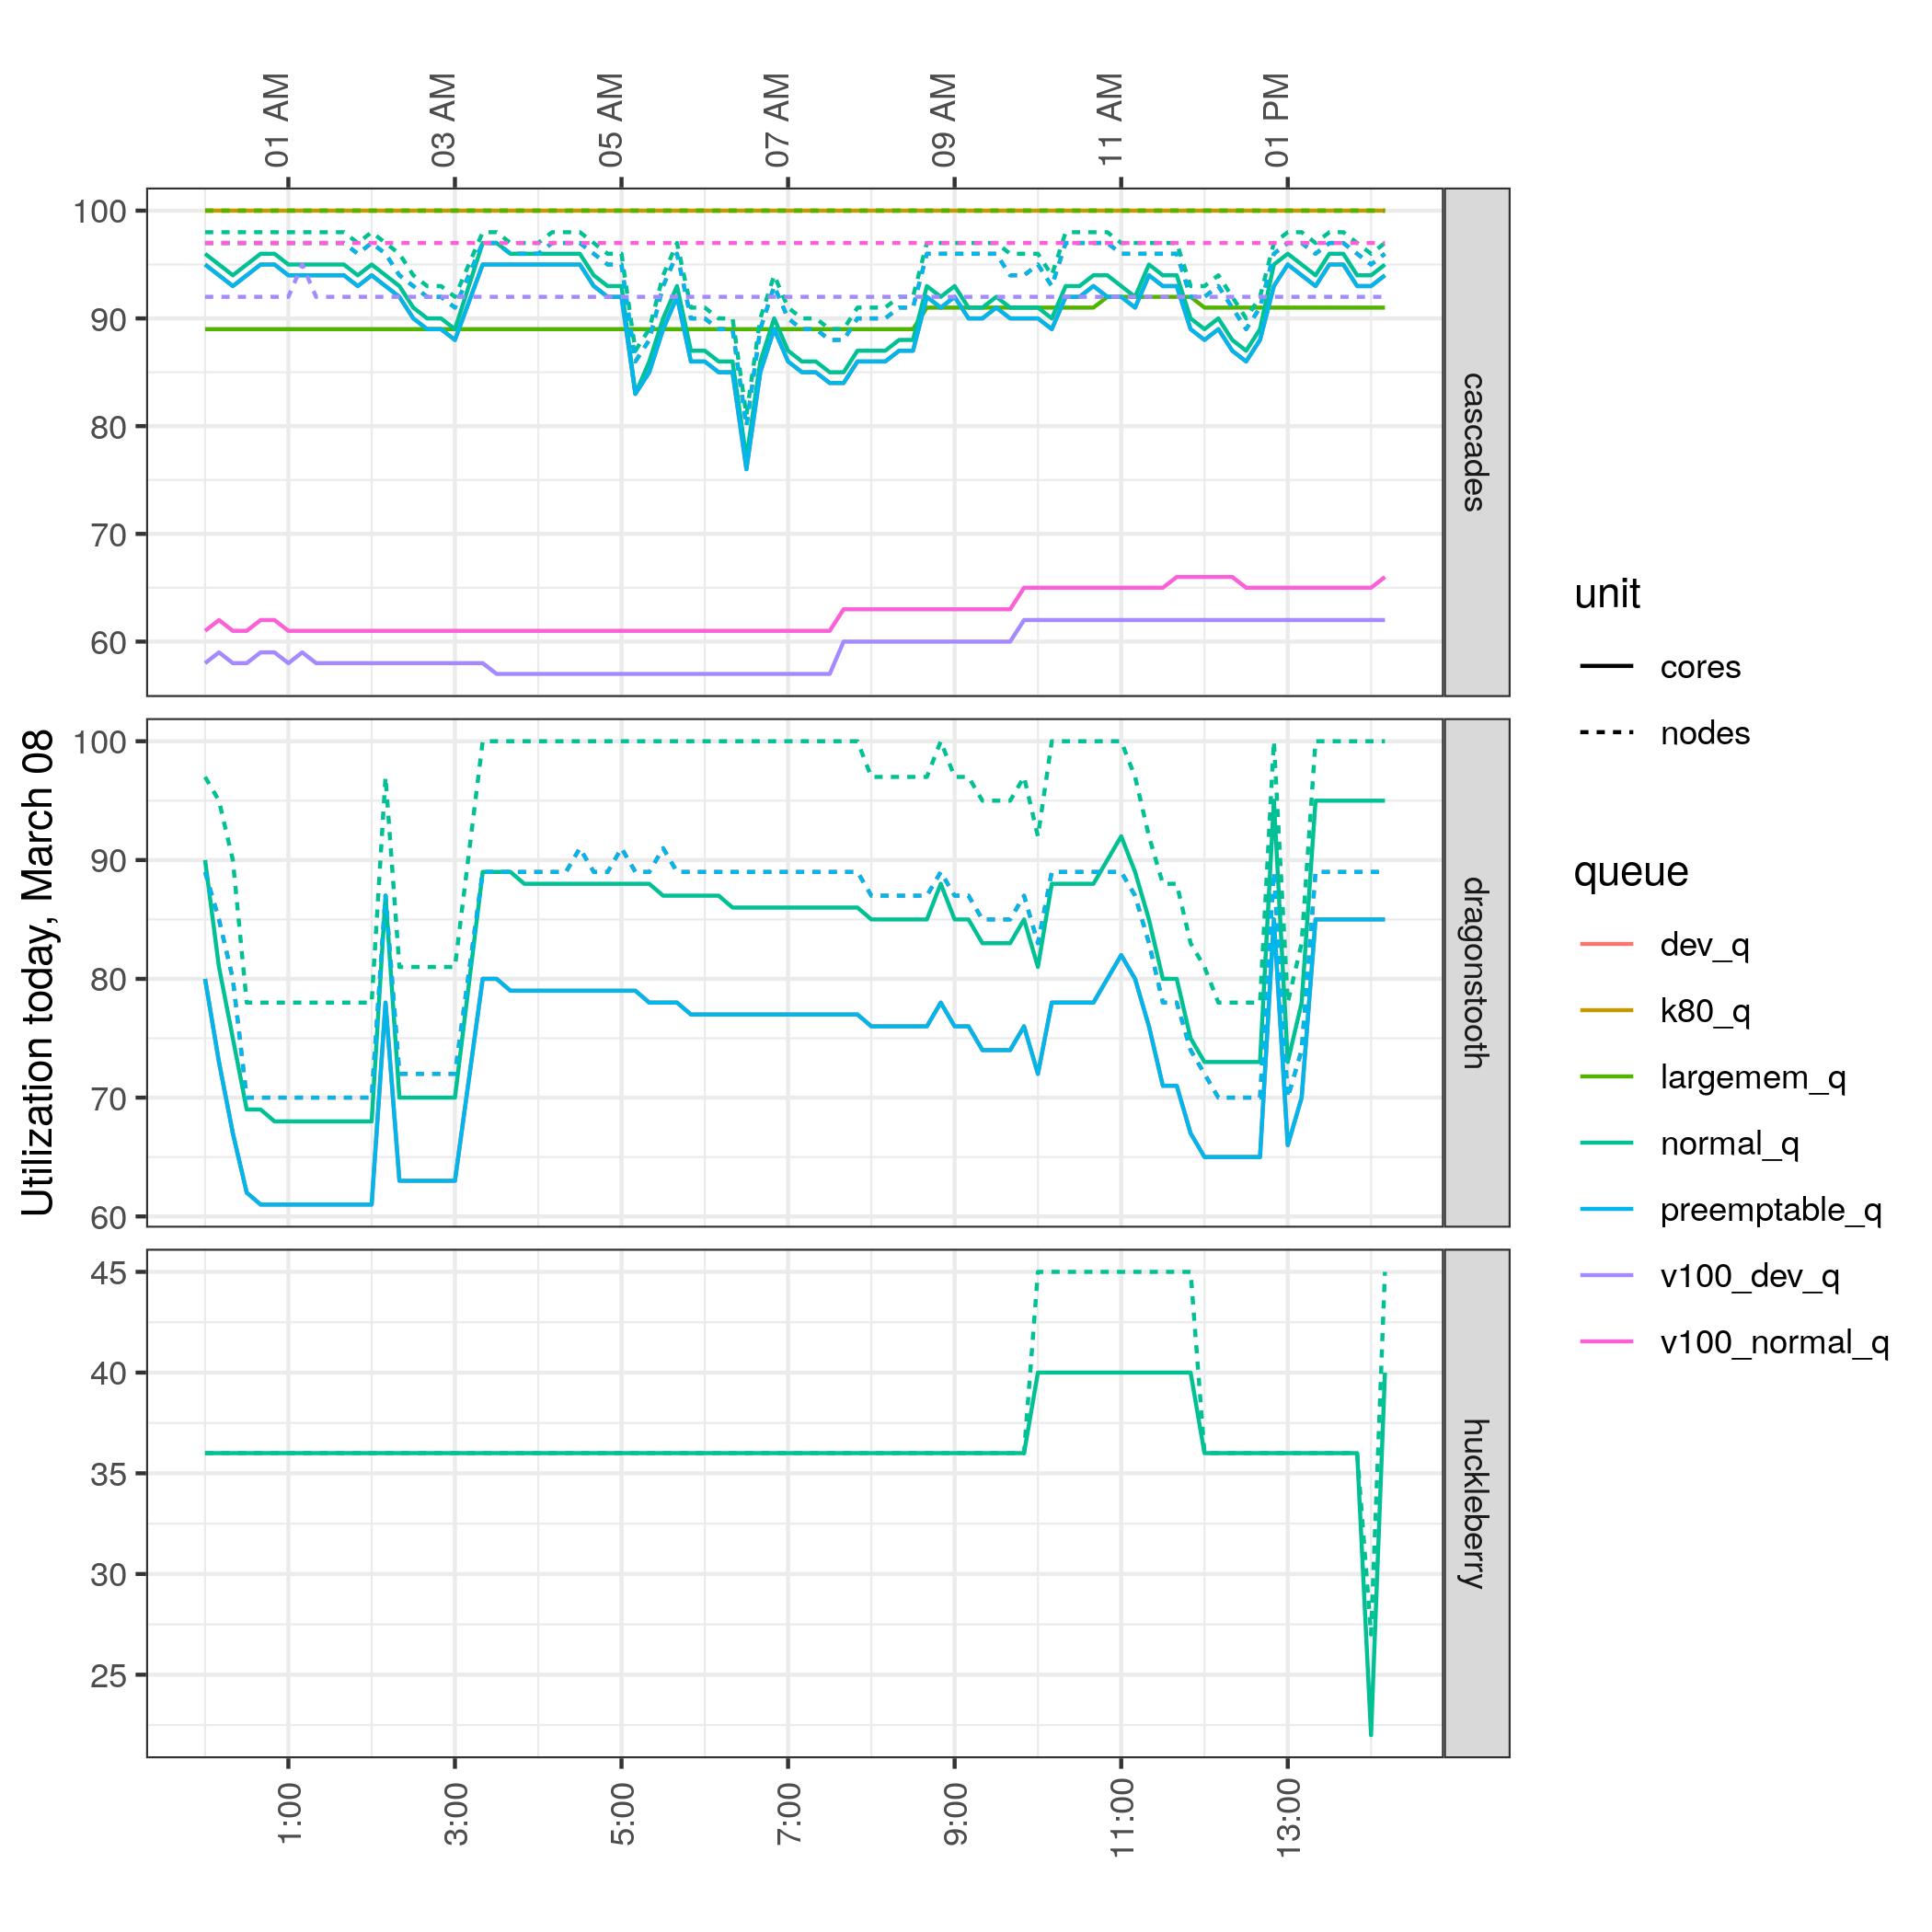 01 AM
03 AM
05 AM
07 AM
09 AM
11 AM
01 PM
Utilization today, March 08
100
90
80
70
60
cascades
100
90
80
70
60
dragonstooth
45
40
35
30
25
huckleberry
1:00
3:00
5:00
7:00
9:00
11:00
13:00
unit
cores
nodes
queue
dev_q
k80_q
largemem_q
normal_q
preemptable_q
v100_dev_q
v100_normal_q